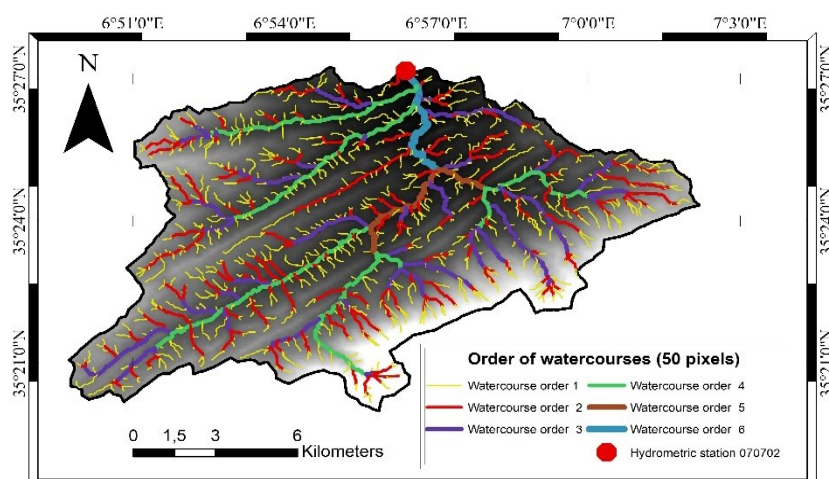 6°51'0"E 6°54'0"E 6°57'0"E 7°0'0"E 7°3'0"E
N
35°27'0"N 35°27'0"N
35°24'0"N 35°24'0"N
35°21'0"N 35°21'0"N
Order of watercourses (50 pixels)
Watercourse order 1 Watercourse order 4
Watercourse order 2 Watercourse order 5
Watercourse order 3 Watercourse order 6
Hydrometric station 070702
0 1,5 3 6
Kilometers